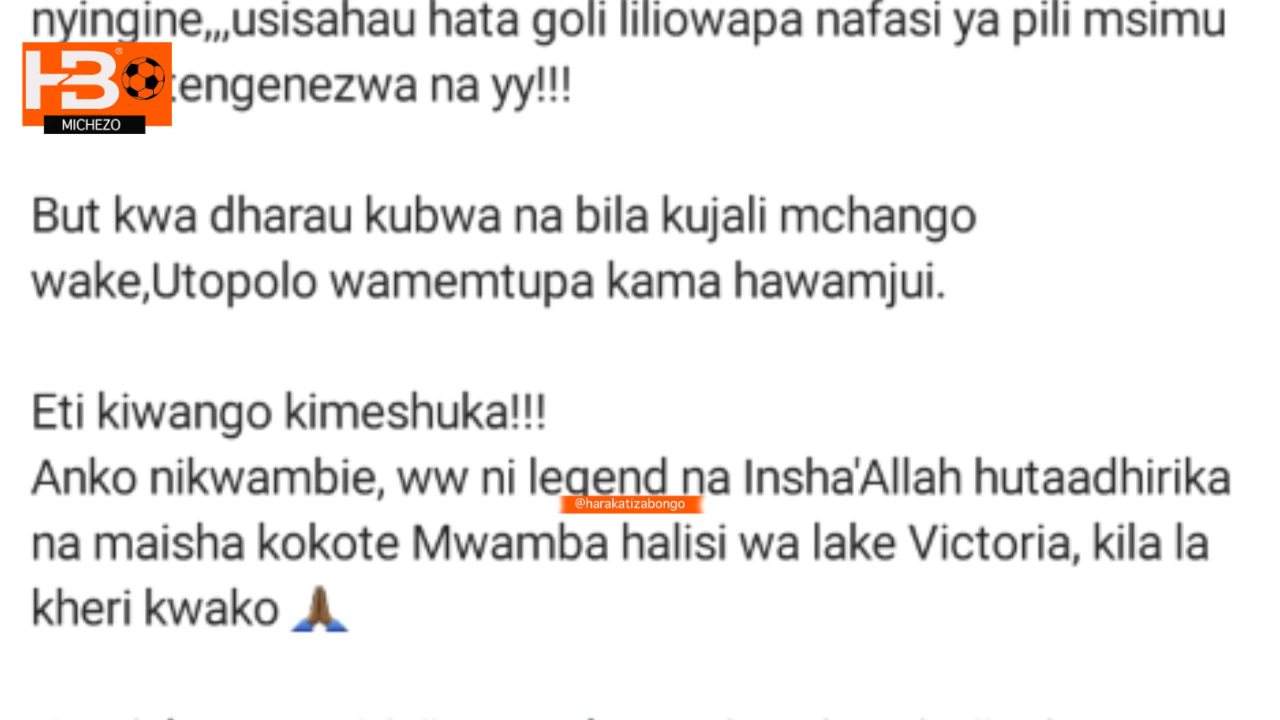 nyingine,,,usisahau hata goli liliowapa nafasi ya pili msimu
HB®
MICHEZO
tengenezwa na yy!!!
But kwa dharau kubwa na bila kujali mchango
wake,Utopolo wamemtupa kama hawamjui.
Eti kiwango kimeshuka!!!
Anko nikwambie, ww ni legend na Insha'Allah hutaadhirika
@harakatizabongo
na maisha kokote Mwamba halisi wa lake Victoria, kila la
kheri kwako 🙏🏾